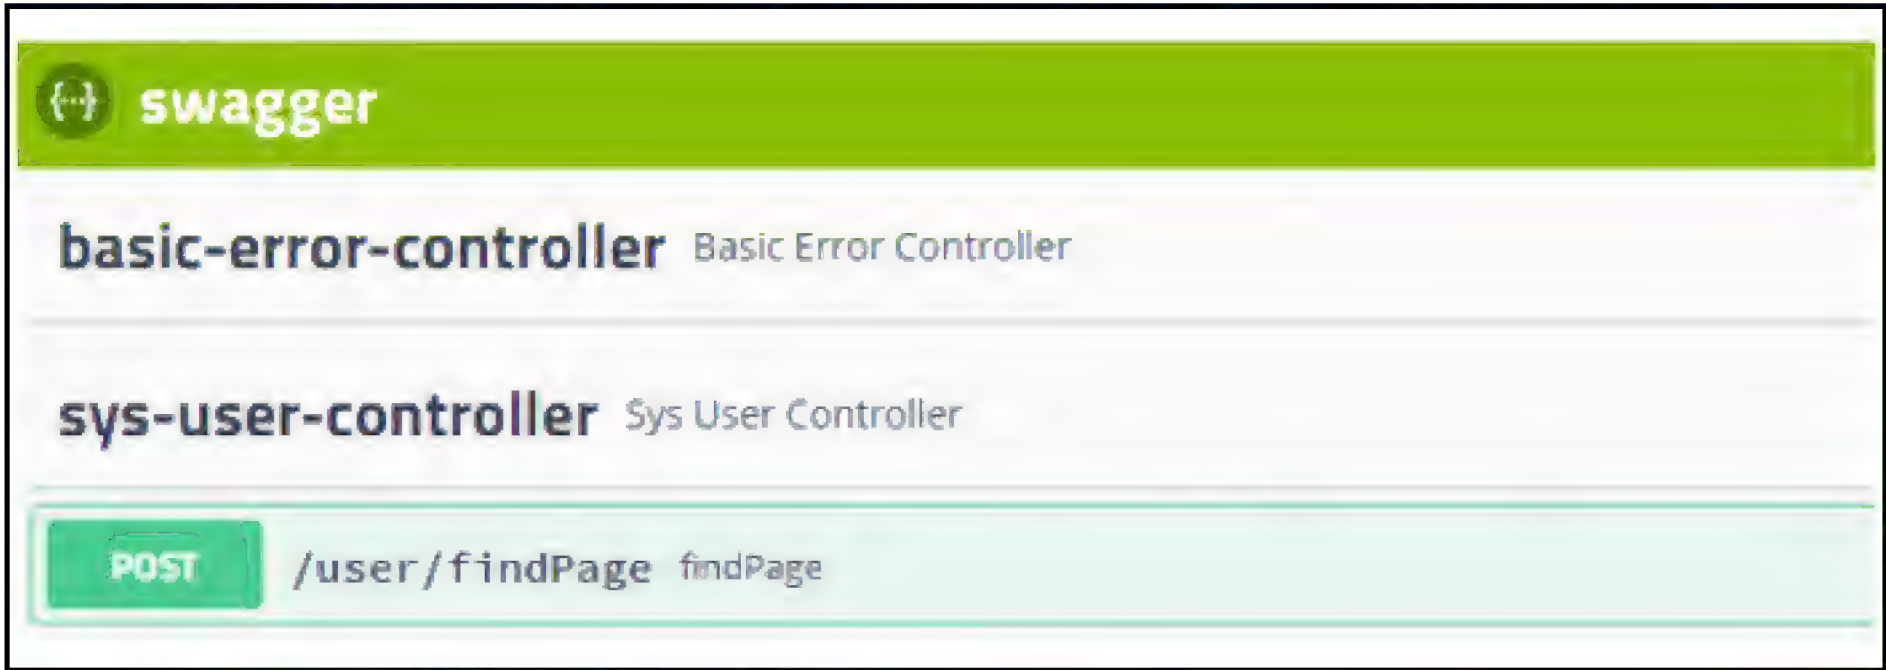 {···} swagger
basic-error-controller Basic Error Controller
sys-user-controller Sys User Controller
POST /user/findPage findPage